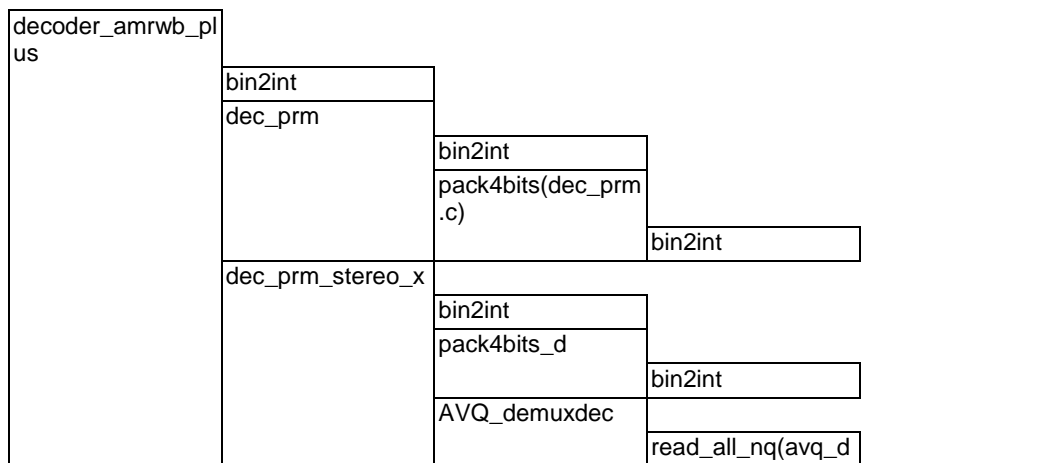 decoder_amrwb_pl
us
bin2int
dec_prm
bin2int
pack4bits(dec_prm
.c)
bin2int
dec_prm_stereo_x
bin2int
pack4bits_d
bin2int
AVQ_demuxdec
read_all_nq(avq_d